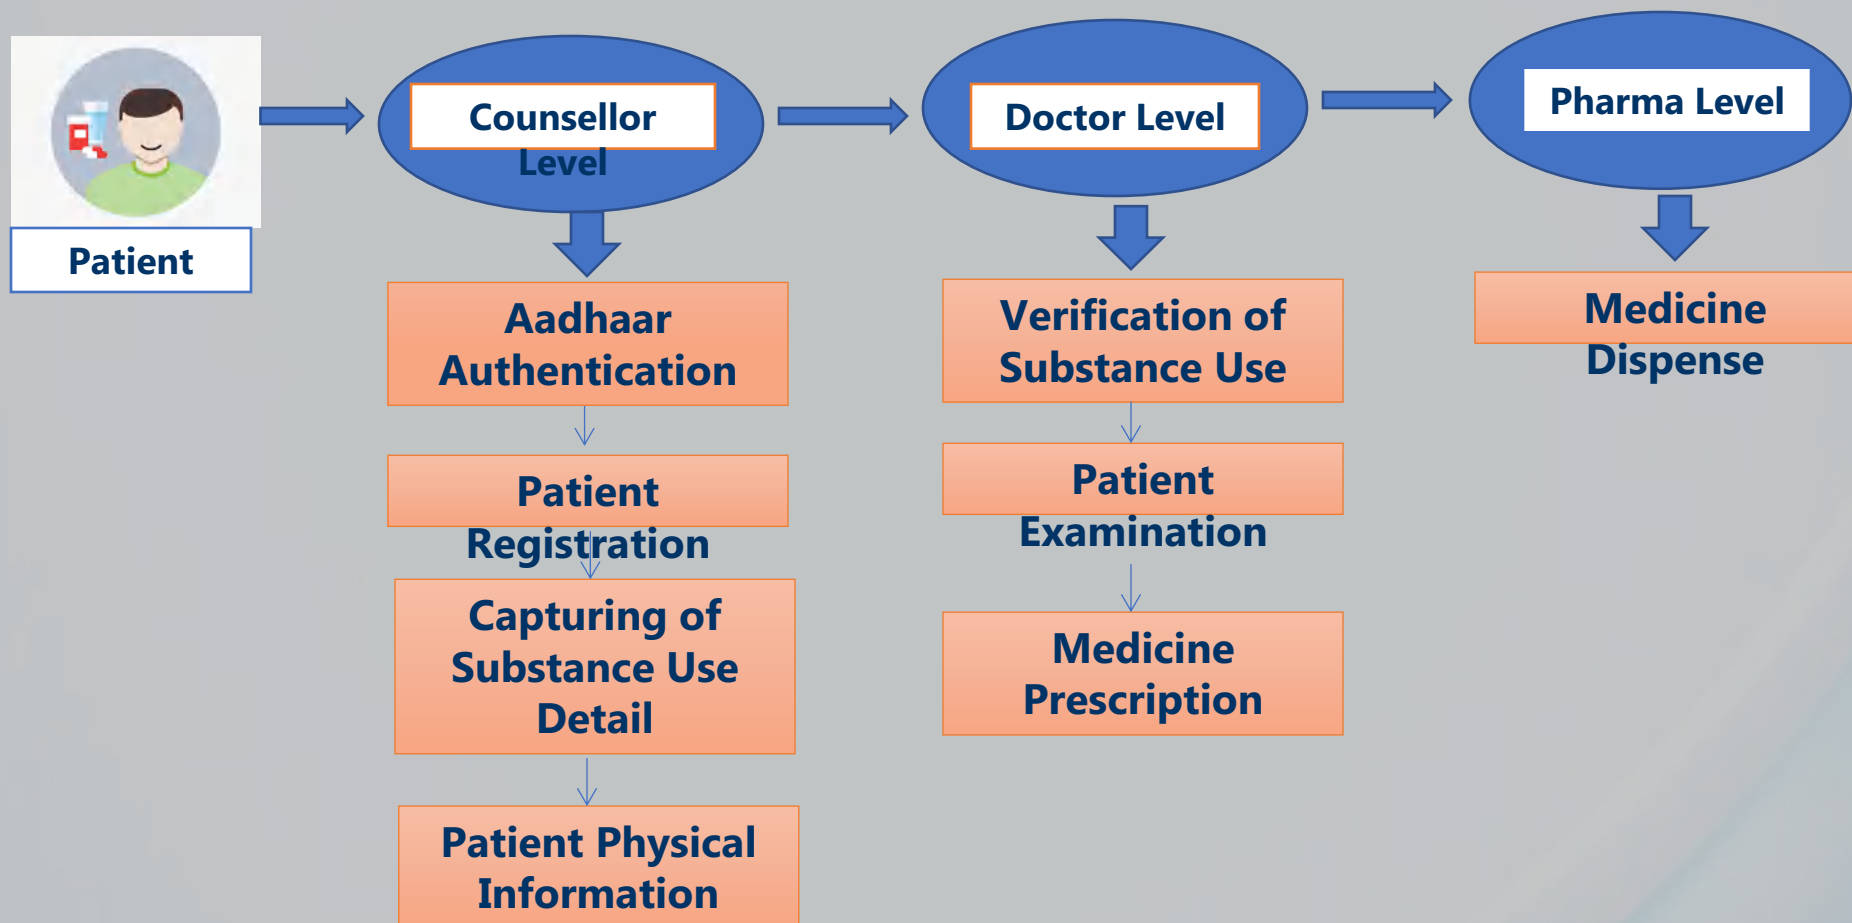 Patient
Counsellor
Level
Aadhaar
Authentication
Patient
Registration
Capturing of
Substance Use
Detail
Patient Physical
Information
Doctor Level
Verification of
Substance Use
Patient
Examination
Medicine
Prescription
Pharma Level
Medicine
Dispense